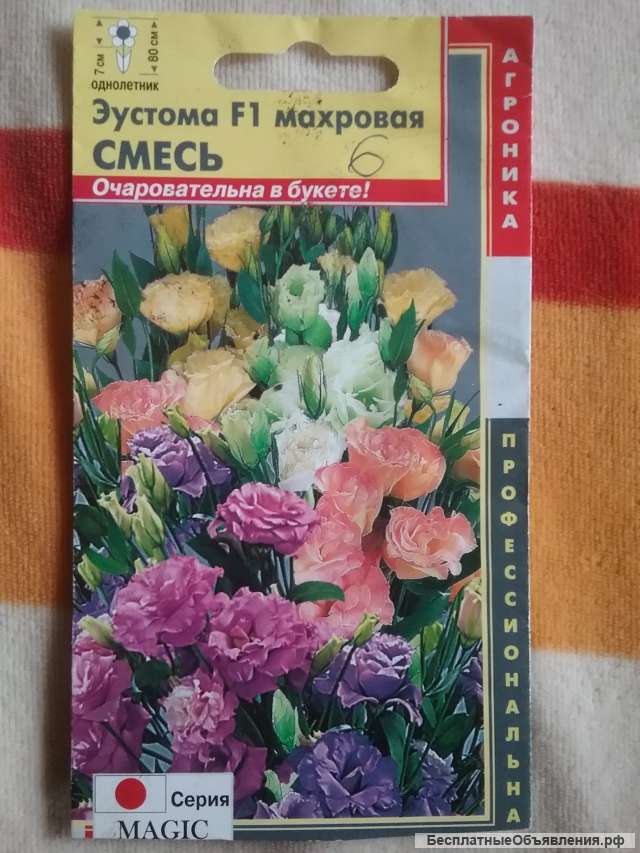 7 см
80 см
однолетник
Эустома F1 махровая
СМЕСЬ
6
Очаровательна в букете!
АГРОНИКА
ПРОФЕССИОНАЛЬНА
Серия
MAGIC
БесплатныеОбъявления.рф